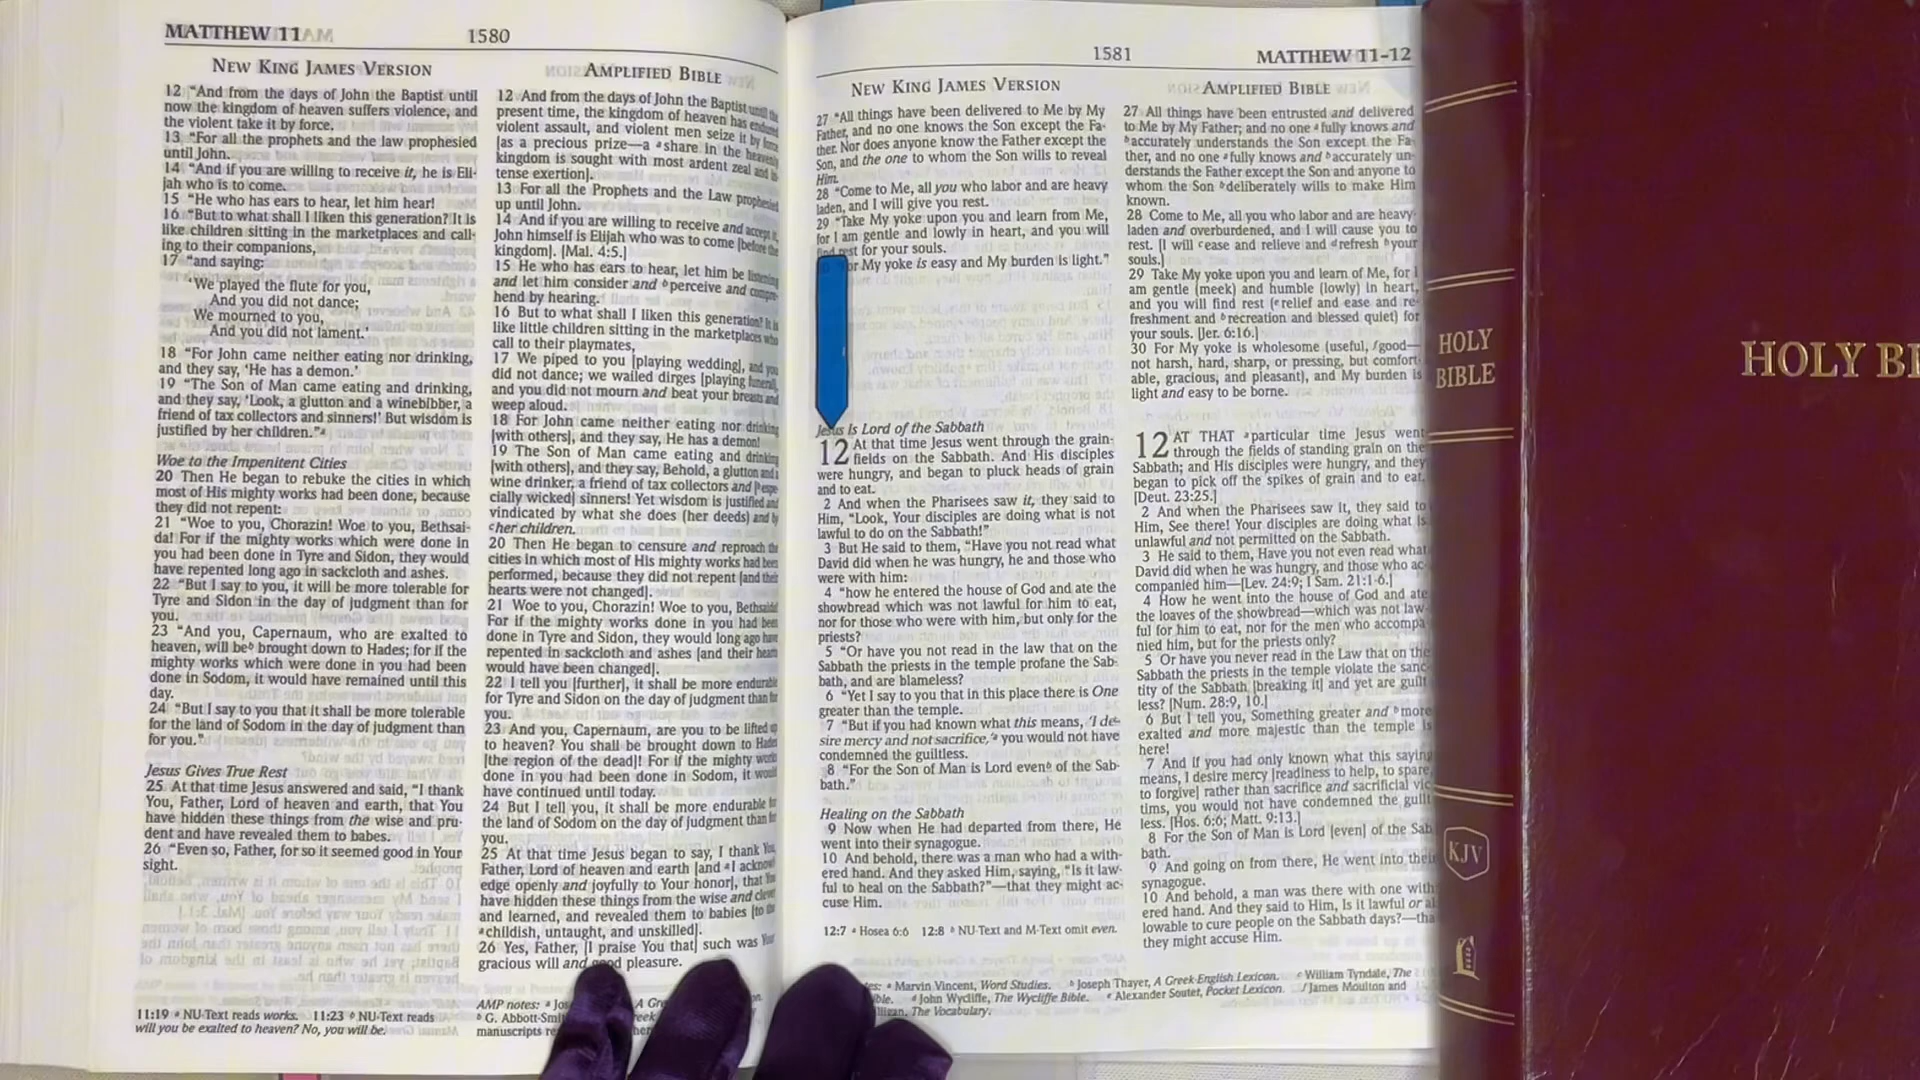 MATTHEW 11
1580
NEW KING JAMES VERSION
12 “And from the days of John the Baptist until
now the kingdom of heaven suffers violence, and
the violent take it by force.
13 “For all the prophets and the law prophesied
until John.
14 “And if you are willing to receive it, he is Eli-
jah who is to come.
15 “He who has ears to hear, let him hear!
16 “But to what shall I liken this generation? It is
like children sitting in the marketplaces and call-
ing to their companions,
17 “and saying:
‘We played the flute for you,
And you did not dance;
We mourned to you,
And you did not lament.’
18 “For John came neither eating nor drinking,
and they say, ‘He has a demon.’
19 “The Son of Man came eating and drinking,
and they say, ‘Look, a glutton and a winebibber, a
friend of tax collectors and sinners!’ But wisdom is
justified by her children.”a
Woe to the Impenitent Cities
20 Then He began to rebuke the cities in which
most of His mighty works had been done, because
they did not repent:
21 “Woe to you, Chorazin! Woe to you, Bethsai-
da! For if the mighty works which were done in
you had been done in Tyre and Sidon, they would
have repented long ago in sackcloth and ashes.
22 “But I say to you, it will be more tolerable for
Tyre and Sidon in the day of judgment than for
you.
23 “And you, Capernaum, who are exalted to
heaven, will beb brought down to Hades; for if the
mighty works which were done in you had been
done in Sodom, it would have remained until this
day.
24 “But I say to you that it shall be more tolerable
for the land of Sodom in the day of judgment than
for you.”
Jesus Gives True Rest
25 At that time Jesus answered and said, “I thank
You, Father, Lord of heaven and earth, that You
have hidden these things from the wise and pru-
dent and have revealed them to babes.
26 “Even so, Father, for so it seemed good in Your
sight.
11:19 a NU-Text reads works. 11:23 b NU-Text reads
will you be exalted to heaven? No, you will be.
AMPLIFIED BIBLE
12 And from the days of John the Baptist until the
present time, the kingdom of heaven has endured
violent assault, and violent men seize it by force
[as a precious prize—a a share in the heavenly
kingdom is sought with most ardent zeal and in-
tense exertion].
13 For all the Prophets and the Law prophesied
up until John.
14 And if you are willing to receive and accept it,
John himself is Elijah who was to come [before the
kingdom]. [Mal. 4:5.]
15 He who has ears to hear, let him be listening
and let him consider and b perceive and compre-
hend by hearing.
16 But to what shall I liken this generation? It is
like little children sitting in the marketplaces who
call to their playmates,
17 We piped to you [playing wedding], and you
did not dance; we wailed dirges [playing funeral],
and you did not mourn and beat your breasts and
weep aloud.
18 For John came neither eating nor drinking
[with others], and they say, He has a demon!
19 The Son of Man came eating and drinking
[with others], and they say, Behold, a glutton and a
wine drinker, a friend of tax collectors and [espe-
cially wicked] sinners! Yet wisdom is justified and
vindicated by what she does (her deeds) and by
c her children.
20 Then He began to censure and reproach the
cities in which most of His mighty works had been
performed, because they did not repent [and their
hearts were not changed].
21 Woe to you, Chorazin! Woe to you, Bethsaida!
For if the mighty works done in you had been
done in Tyre and Sidon, they would long ago have
repented in sackcloth and ashes [and their hearts
would have been changed].
22 I tell you [further], it shall be more endurable
for Tyre and Sidon on the day of judgment than for
you.
23 And you, Capernaum, are you to be lifted up
to heaven? You shall be brought down to Hades
[the region of the dead]! For if the mighty works
done in you had been done in Sodom, it would
have continued until today.
24 But I tell you, it shall be more endurable for
the land of Sodom on the day of judgment than for
you.
25 At that time Jesus began to say, I thank You,
Father, Lord of heaven and earth [and a I acknowl-
edge openly and joyfully to Your honor], that You
have hidden these things from the wise and clever
and learned, and revealed them to babies [to the
a childish, untaught, and unskilled].
26 Yes, Father, [I praise You that] such was Your
gracious will and good pleasure.
AMP notes: a
b G. Abbott-Smi
manuscripts
1581
MATTHEW 11-12
NEW KING JAMES VERSION
27 “All things have been delivered to Me by My
Father, and no one knows the Son except the Fa-
ther. Nor does anyone know the Father except the
Son, and the one to whom the Son wills to reveal
Him.
28 “Come to Me, all you who labor and are heavy
laden, and I will give you rest.
29 “Take My yoke upon you and learn from Me,
for I am gentle and lowly in heart, and you will
find rest for your souls.
or My yoke is easy and My burden is light.”
Jesus Is Lord of the Sabbath
12 At that time Jesus went through the grain-
fields on the Sabbath. And His disciples
were hungry, and began to pluck heads of grain
and to eat.
2 And when the Pharisees saw it, they said to
Him, “Look, Your disciples are doing what is not
lawful to do on the Sabbath!”
3 But He said to them, “Have you not read what
David did when he was hungry, he and those who
were with him:
4 “how he entered the house of God and ate the
showbread which was not lawful for him to eat,
nor for those who were with him, but only for the
priests?
5 “Or have you not read in the law that on the
Sabbath the priests in the temple profane the Sab-
bath, and are blameless?
6 “Yet I say to you that in this place there is One
greater than the temple.
7 “But if you had known what this means, ‘I de-
sire mercy and not sacrifice,’a you would not have
condemned the guiltless.
8 “For the Son of Man is Lord evenb of the Sab-
bath.”
Healing on the Sabbath
9 Now when He had departed from there, He
went into their synagogue.
10 And behold, there was a man who had a with-
ered hand. And they asked Him, saying, “Is it law-
ful to heal on the Sabbath?”—that they might ac-
cuse Him.
12:7 a Hosea 6:6 12:8 b NU-Text and M-Text omit even.
AMPLIFIED BIBLE
27 All things have been entrusted and delivered
to Me by My Father; and no one a fully knows and
b accurately understands the Son except the Fa-
ther, and no one a fully knows and b accurately un-
derstands the Father except the Son and anyone to
whom the Son b deliberately wills to make Him
known.
28 Come to Me, all you who labor and are heavy-
laden and overburdened, and I will cause you to
rest. [I will c ease and relieve and d refresh b your
souls.]
29 Take My yoke upon you and learn of Me, for I
am gentle (meek) and humble (lowly) in heart,
and you will find rest (e relief and ease and re-
freshment and b recreation and blessed quiet) for
your souls. [Jer. 6:16.]
30 For My yoke is wholesome (useful, f good—
not harsh, hard, sharp, or pressing, but comfort-
able, gracious, and pleasant), and My burden is
light and easy to be borne.
12 AT THAT a particular time Jesus went
through the fields of standing grain on the
Sabbath; and His disciples were hungry, and they
began to pick off the spikes of grain and to eat.
[Deut. 23:25.]
2 And when the Pharisees saw it, they said to
Him, See there! Your disciples are doing what is
unlawful and not permitted on the Sabbath.
3 He said to them, Have you not even read what
David did when he was hungry, and those who ac-
companied him—[Lev. 24:9; I Sam. 21:1-6.]
4 How he went into the house of God and ate
the loaves of the showbread—which was not law-
ful for him to eat, nor for the men who accompa
nied him, but for the priests only?
5 Or have you never read in the Law that on the
Sabbath the priests in the temple violate the sanc-
tity of the Sabbath [breaking it] and yet are guilt
less? [Num. 28:9, 10.]
6 But I tell you, Something greater and b more
exalted and more majestic than the temple is
here!
7 And if you had only known what this saying
means, I desire mercy [readiness to help, to spare,
to forgive] rather than sacrifice and sacrificial vic
tims, you would not have condemned the guilt
less. [Hos. 6:6; Matt. 9:13.]
8 For the Son of Man is Lord [even] of the Sab
bath.
9 And going on from there, He went into their
synagogue.
10 And behold, a man was there with one with
ered hand. And they said to Him, Is it lawful or al
lowable to cure people on the Sabbath days?—tha
they might accuse Him.
es: a Marvin Vincent, Word Studies. b Joseph Thayer, A Greek-English Lexicon. c William Tyndale, The
ble. d John Wycliffe, The Wycliffe Bible. e Alexander Souter, Pocket Lexicon. f James Moulton and
lligan, The Vocabulary.
HOLY
BIBLE
KJV
HOLY BI